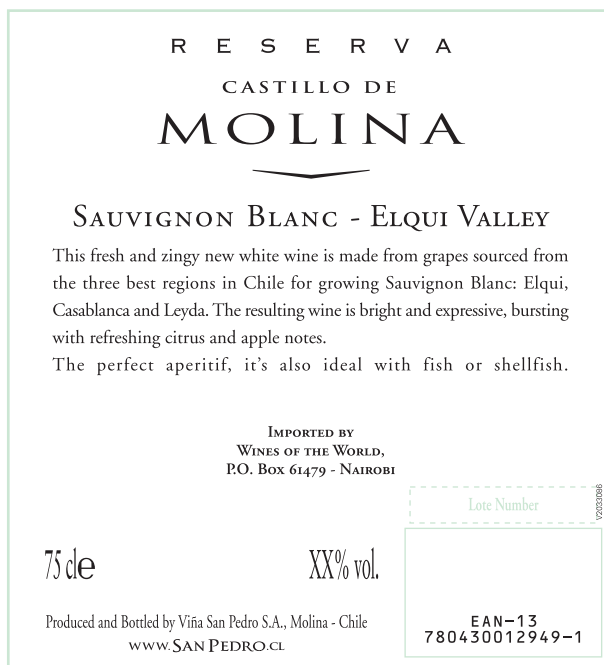 RESERVA
CASTILLO DE
MOLINA
SAUVIGNON BLANC - ELQUI VALLEY
This fresh and zingy new white wine is made from grapes sourced from
the three best regions in Chile for growing Sauvignon Blanc: Elqui,
Casablanca and Leyda. The resulting wine is bright and expressive, bursting
with refreshing citrus and apple notes.
The perfect aperitif, it's also ideal with fish or shellfish.
IMPORTED BY
WINES OF THE WORLD,
P.O. BOX 61479 - NAIROBI
Lote Number
V2033086
75 cl℮
XX% vol.
Produced and Bottled by Viña San Pedro S.A., Molina - Chile
WWW.SANPEDRO.CL
EAN-13
780430012949-1